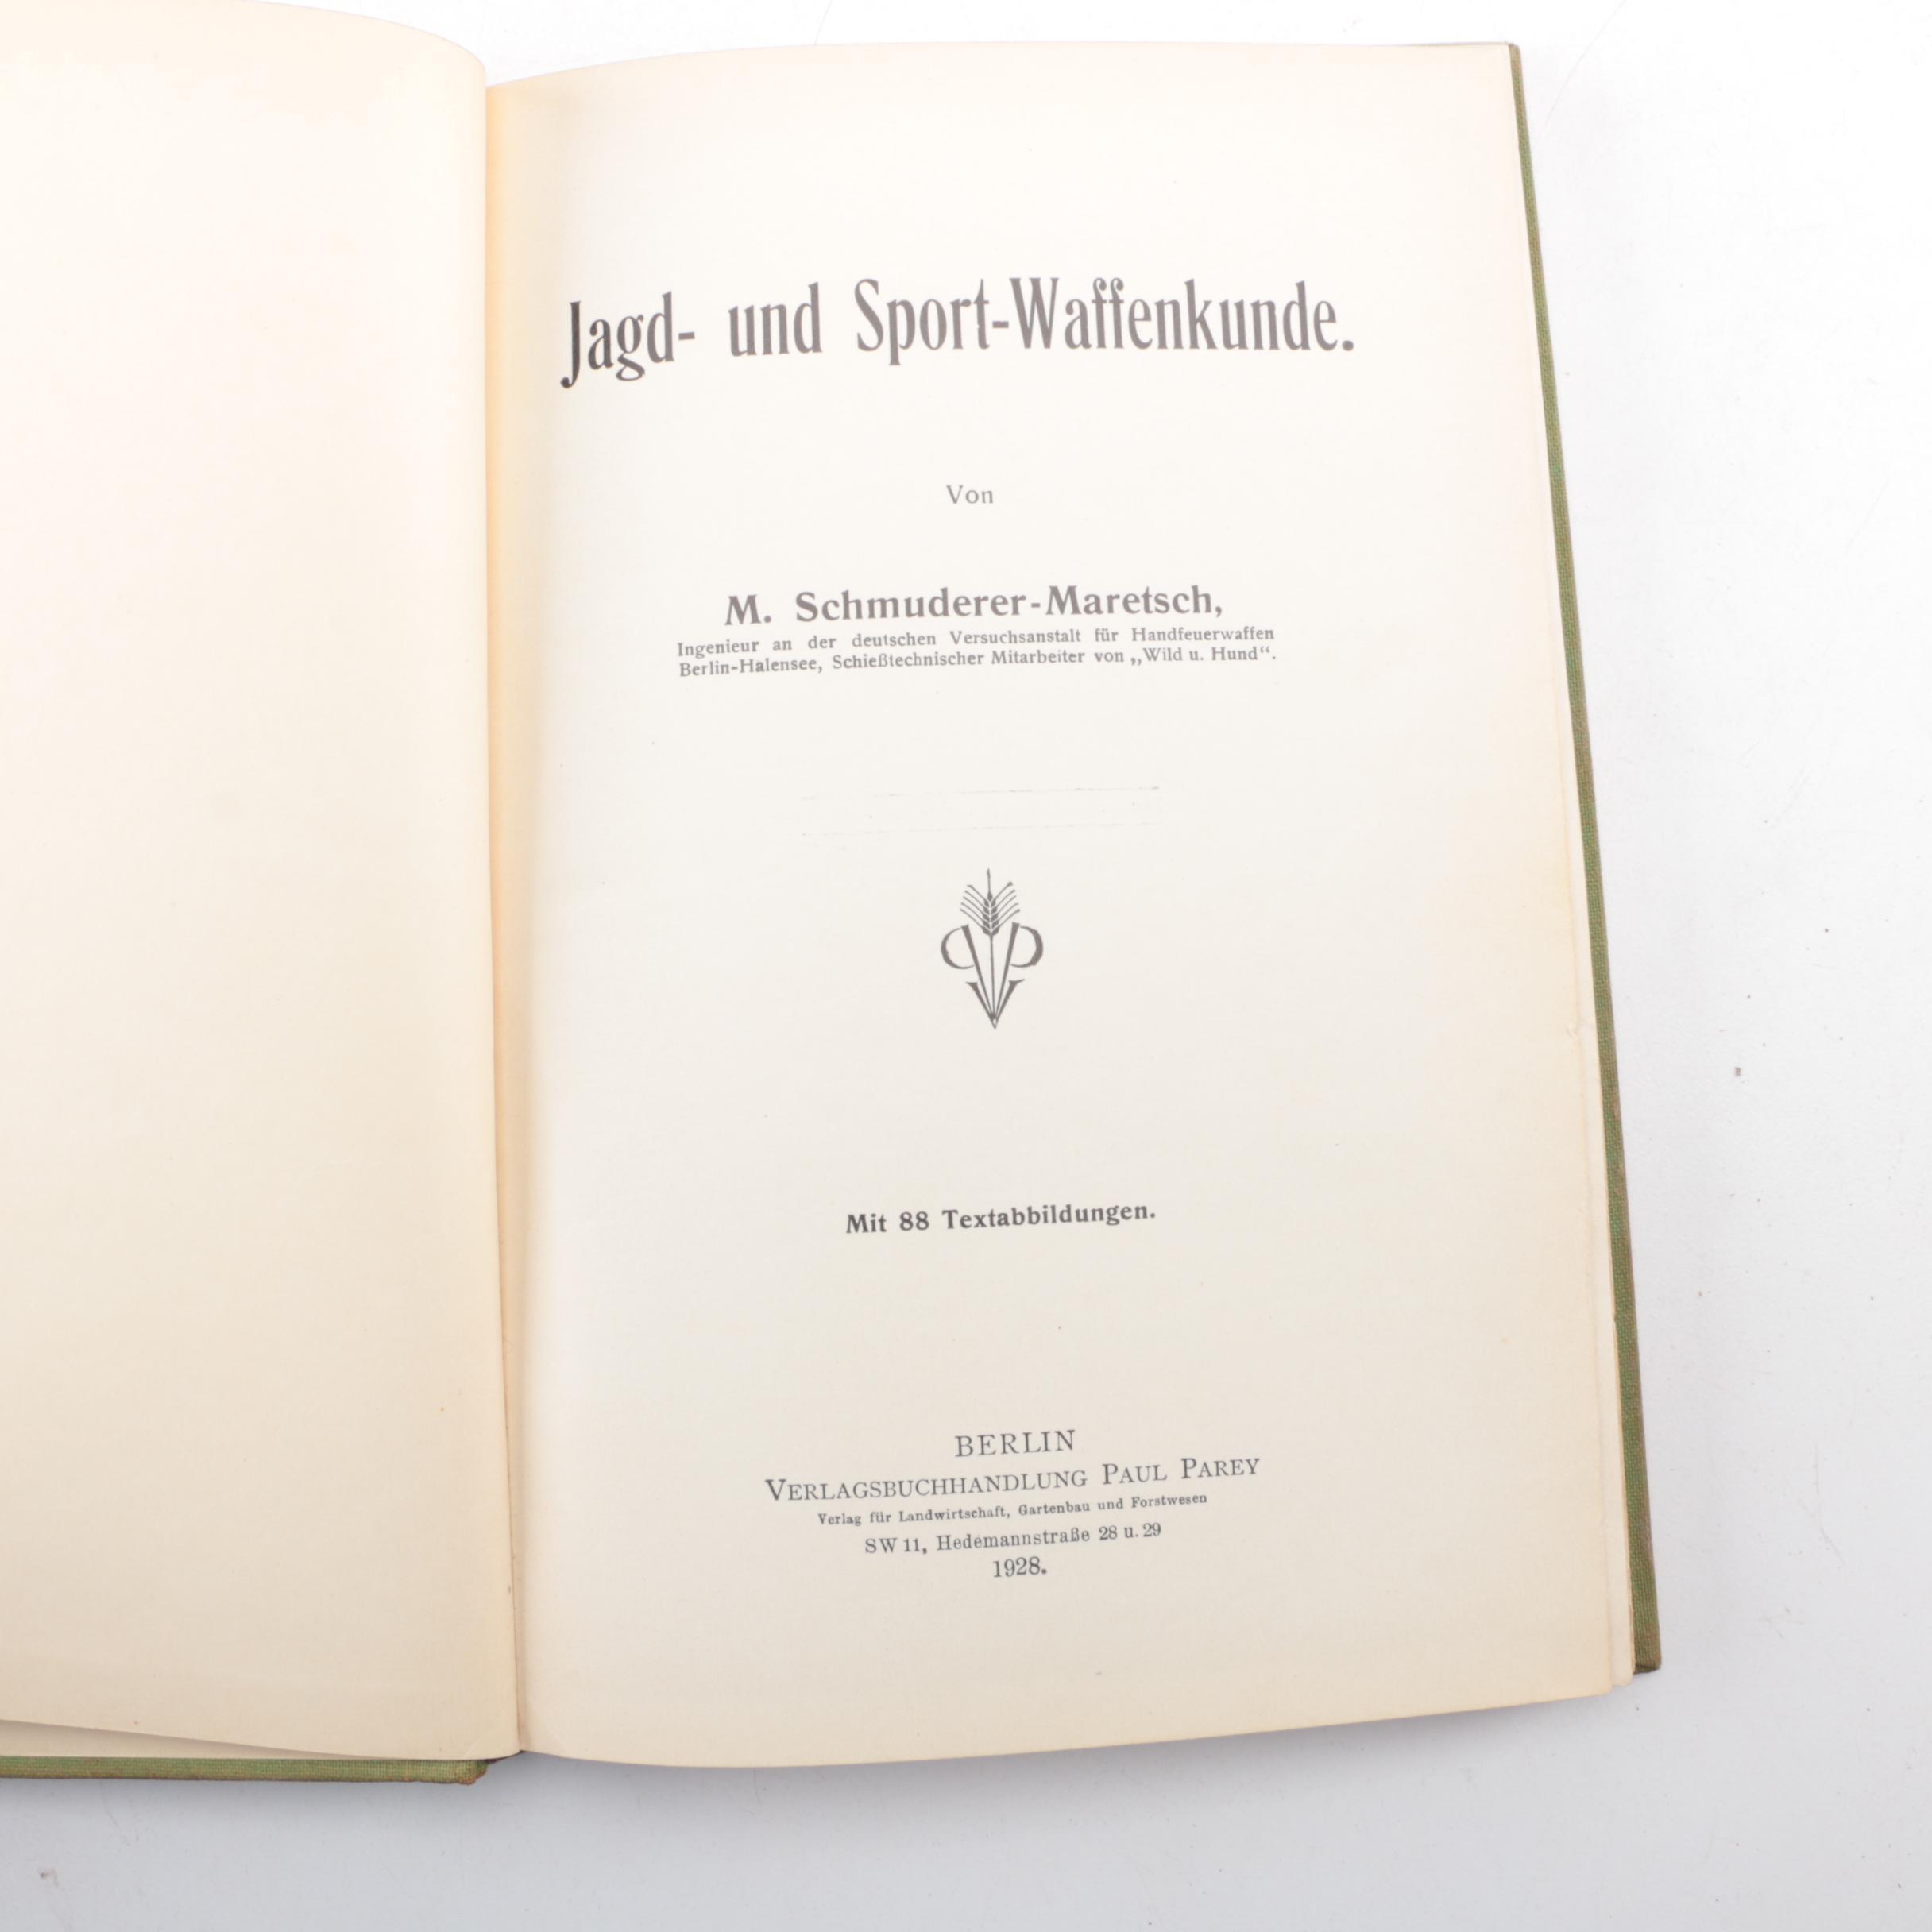 Jagd- und Sport-Waffenkunde.
Von
M. Schmuderer-Maretsch,
Ingenieur an der deutschen Versuchsanstalt für Handfeuerwaffen
Berlin-Halensee, Schießtechnischer Mitarbeiter von „Wild u. Hund“.
Mit 88 Textabbildungen.
BERLIN
VERLAGSBUCHHANDLUNG PAUL PAREY
Verlag für Landwirtschaft, Gartenbau und Forstwesen
SW 11, Hedemannstraße 28 u. 29
1928.